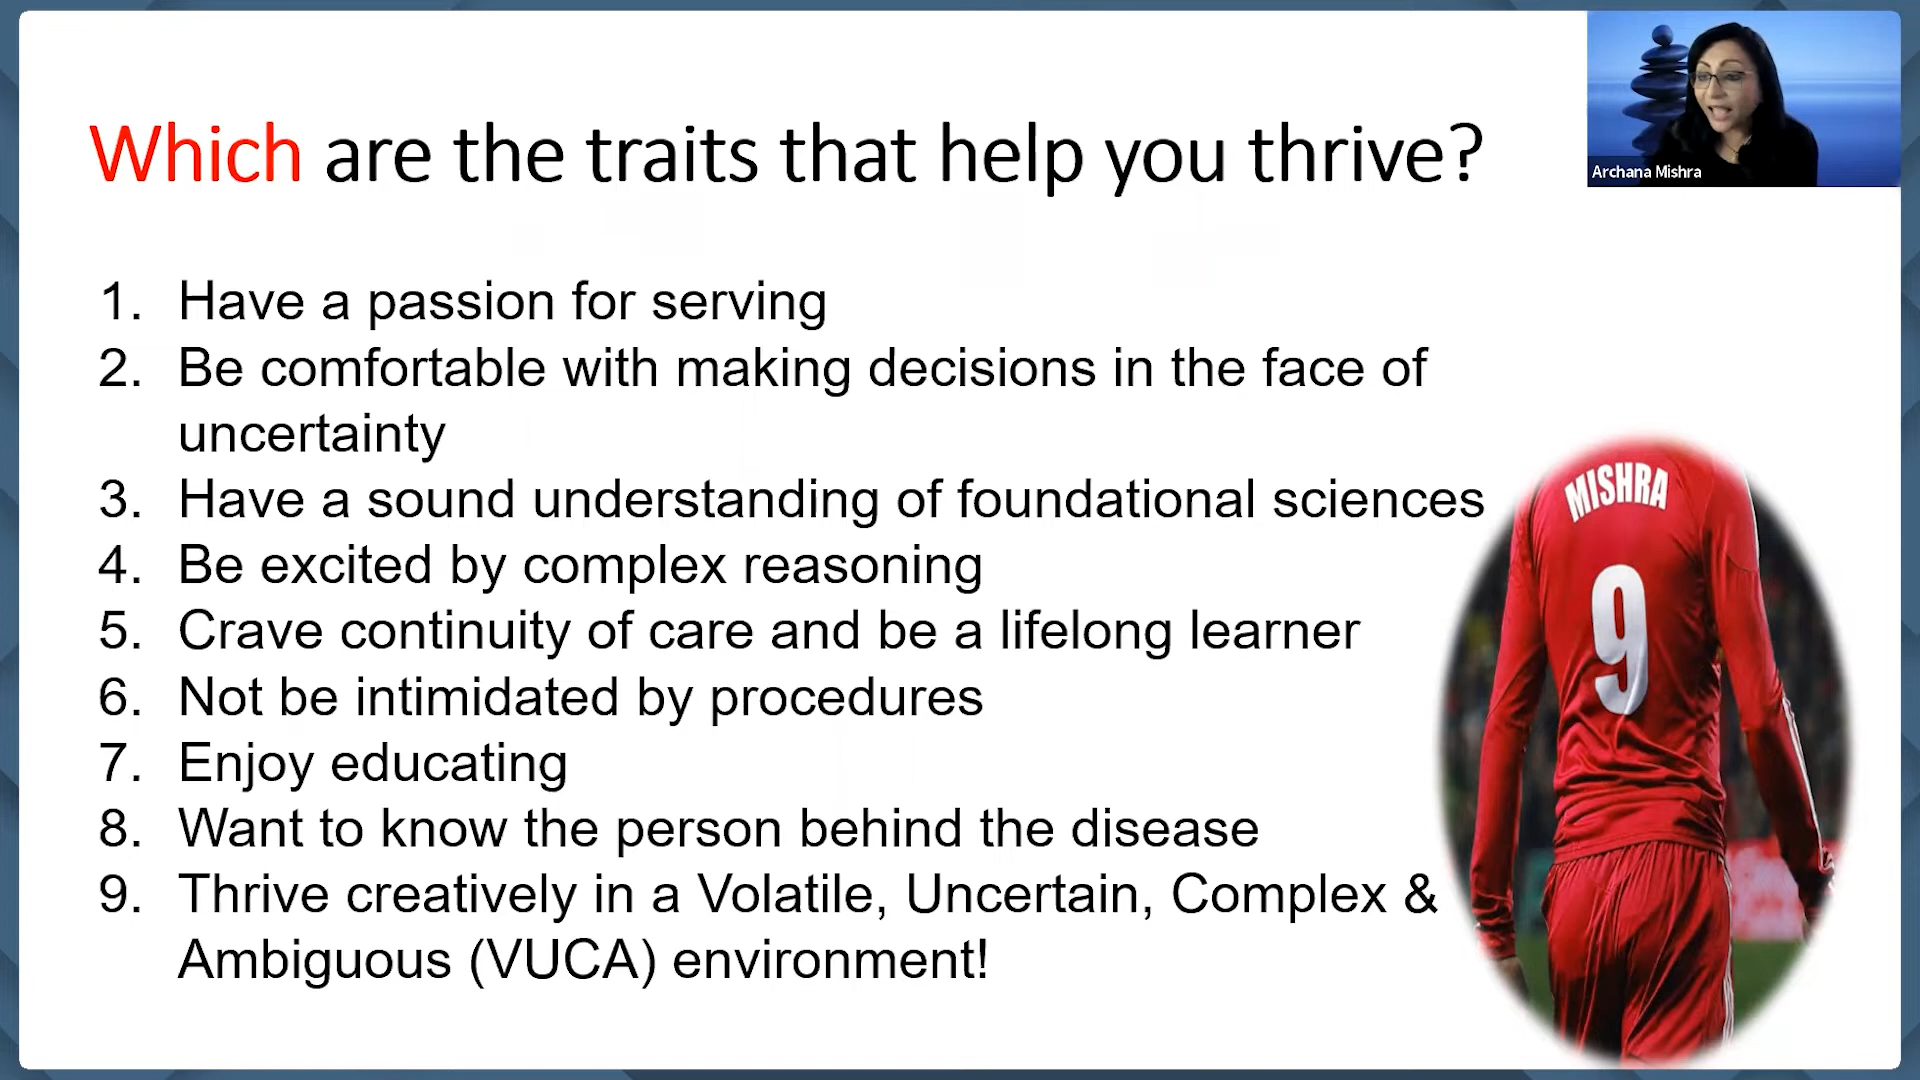 Which are the traits that help you thrive?
Archana Mishra
1. Have a passion for serving
2. Be comfortable with making decisions in the face of
uncertainty
3. Have a sound understanding of foundational sciences
4. Be excited by complex reasoning
5. Crave continuity of care and be a lifelong learner
6. Not be intimidated by procedures
7. Enjoy educating
8. Want to know the person behind the disease
9. Thrive creatively in a Volatile, Uncertain, Complex &
Ambiguous (VUCA) environment!
MISHRA
9